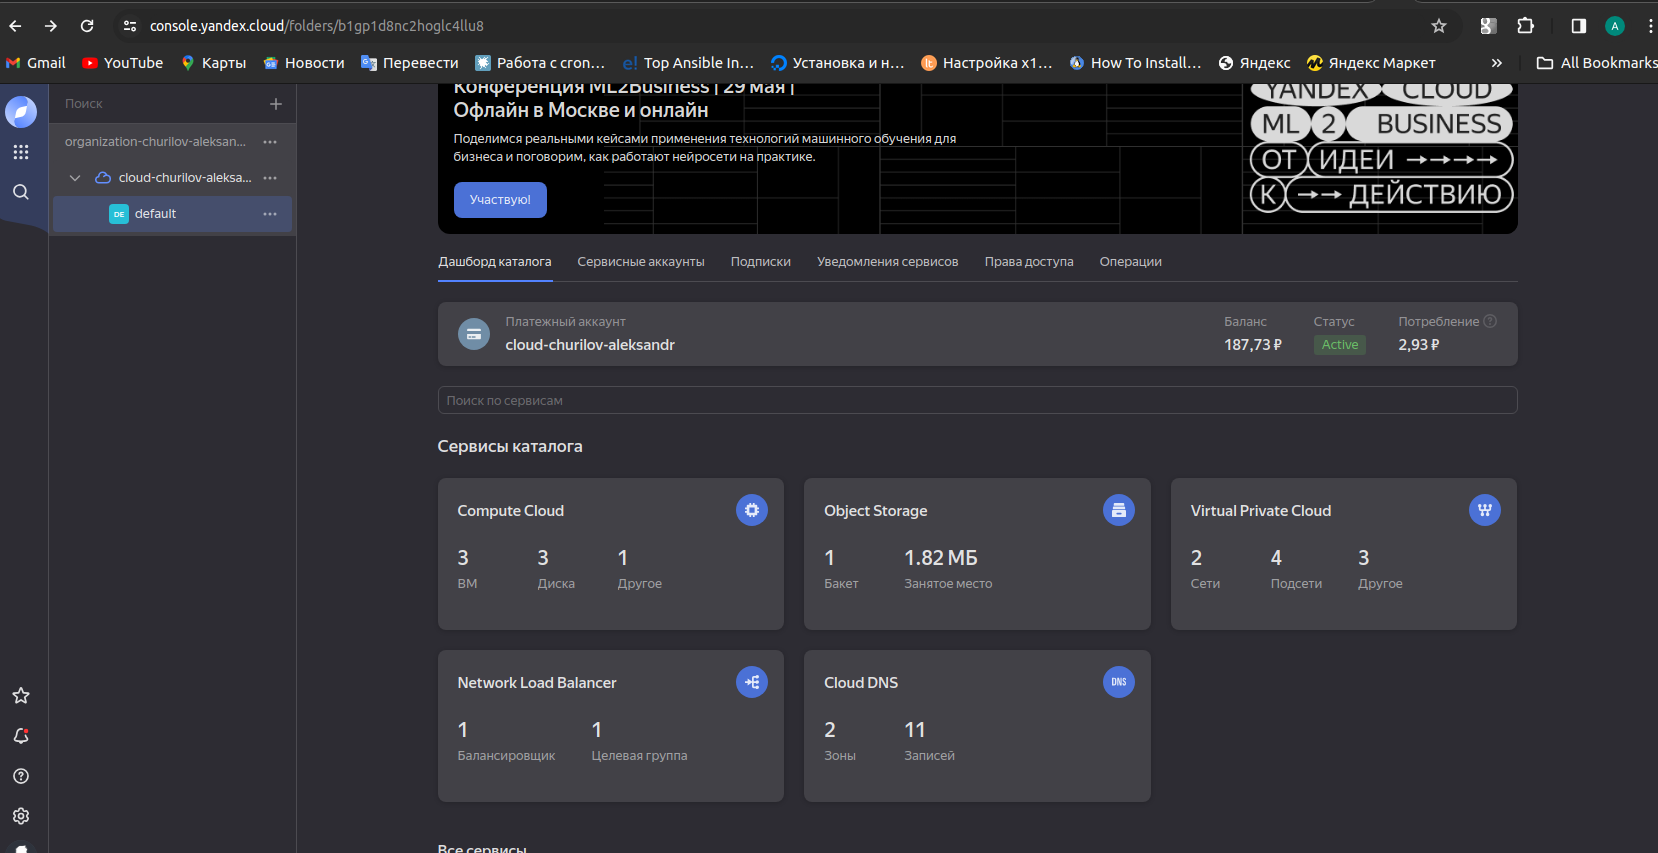 console.yandex.cloud/folders/b1gp1d8nc2hoglc4llu8
A
Gmail
YouTube
Карты
Новости
Перевести
Работа с cron...
Top Ansible In...
Установка и н...
Настройка x1...
How To Install...
Яндекс
Яндекс Маркет
»
All Bookmarks
Поиск
organization-churilov-aleksan...
cloud-churilov-aleksa...
DE
default
Конференция ML2Business | 29 мая |
Офлайн в Москве и онлайн
Поделимся реальными кейсами применения технологий машинного обучения для
бизнеса и поговорим, как работают нейросети на практике.
Участвую!
YANDEX CLOUD
ML 2 BUSINESS
ОТ ИДЕИ →→→→
К →→ ДЕЙСТВИЮ
Дашборд каталога
Сервисные аккаунты
Подписки
Уведомления сервисов
Права доступа
Операции
Платежный аккаунт
cloud-churilov-aleksandr
Баланс
187,73 ₽
Статус
Active
Потребление
2,93 ₽
Поиск по сервисам
Сервисы каталога
Compute Cloud
3 3 1
ВМ Диска Другое
Object Storage
1 1.82 МБ
Бакет Занятое место
Virtual Private Cloud
2 4 3
Сети Подсети Другое
Network Load Balancer
1 1
Балансировщик Целевая группа
Cloud DNS
DNS
2 11
Зоны Записей
Все сервисы